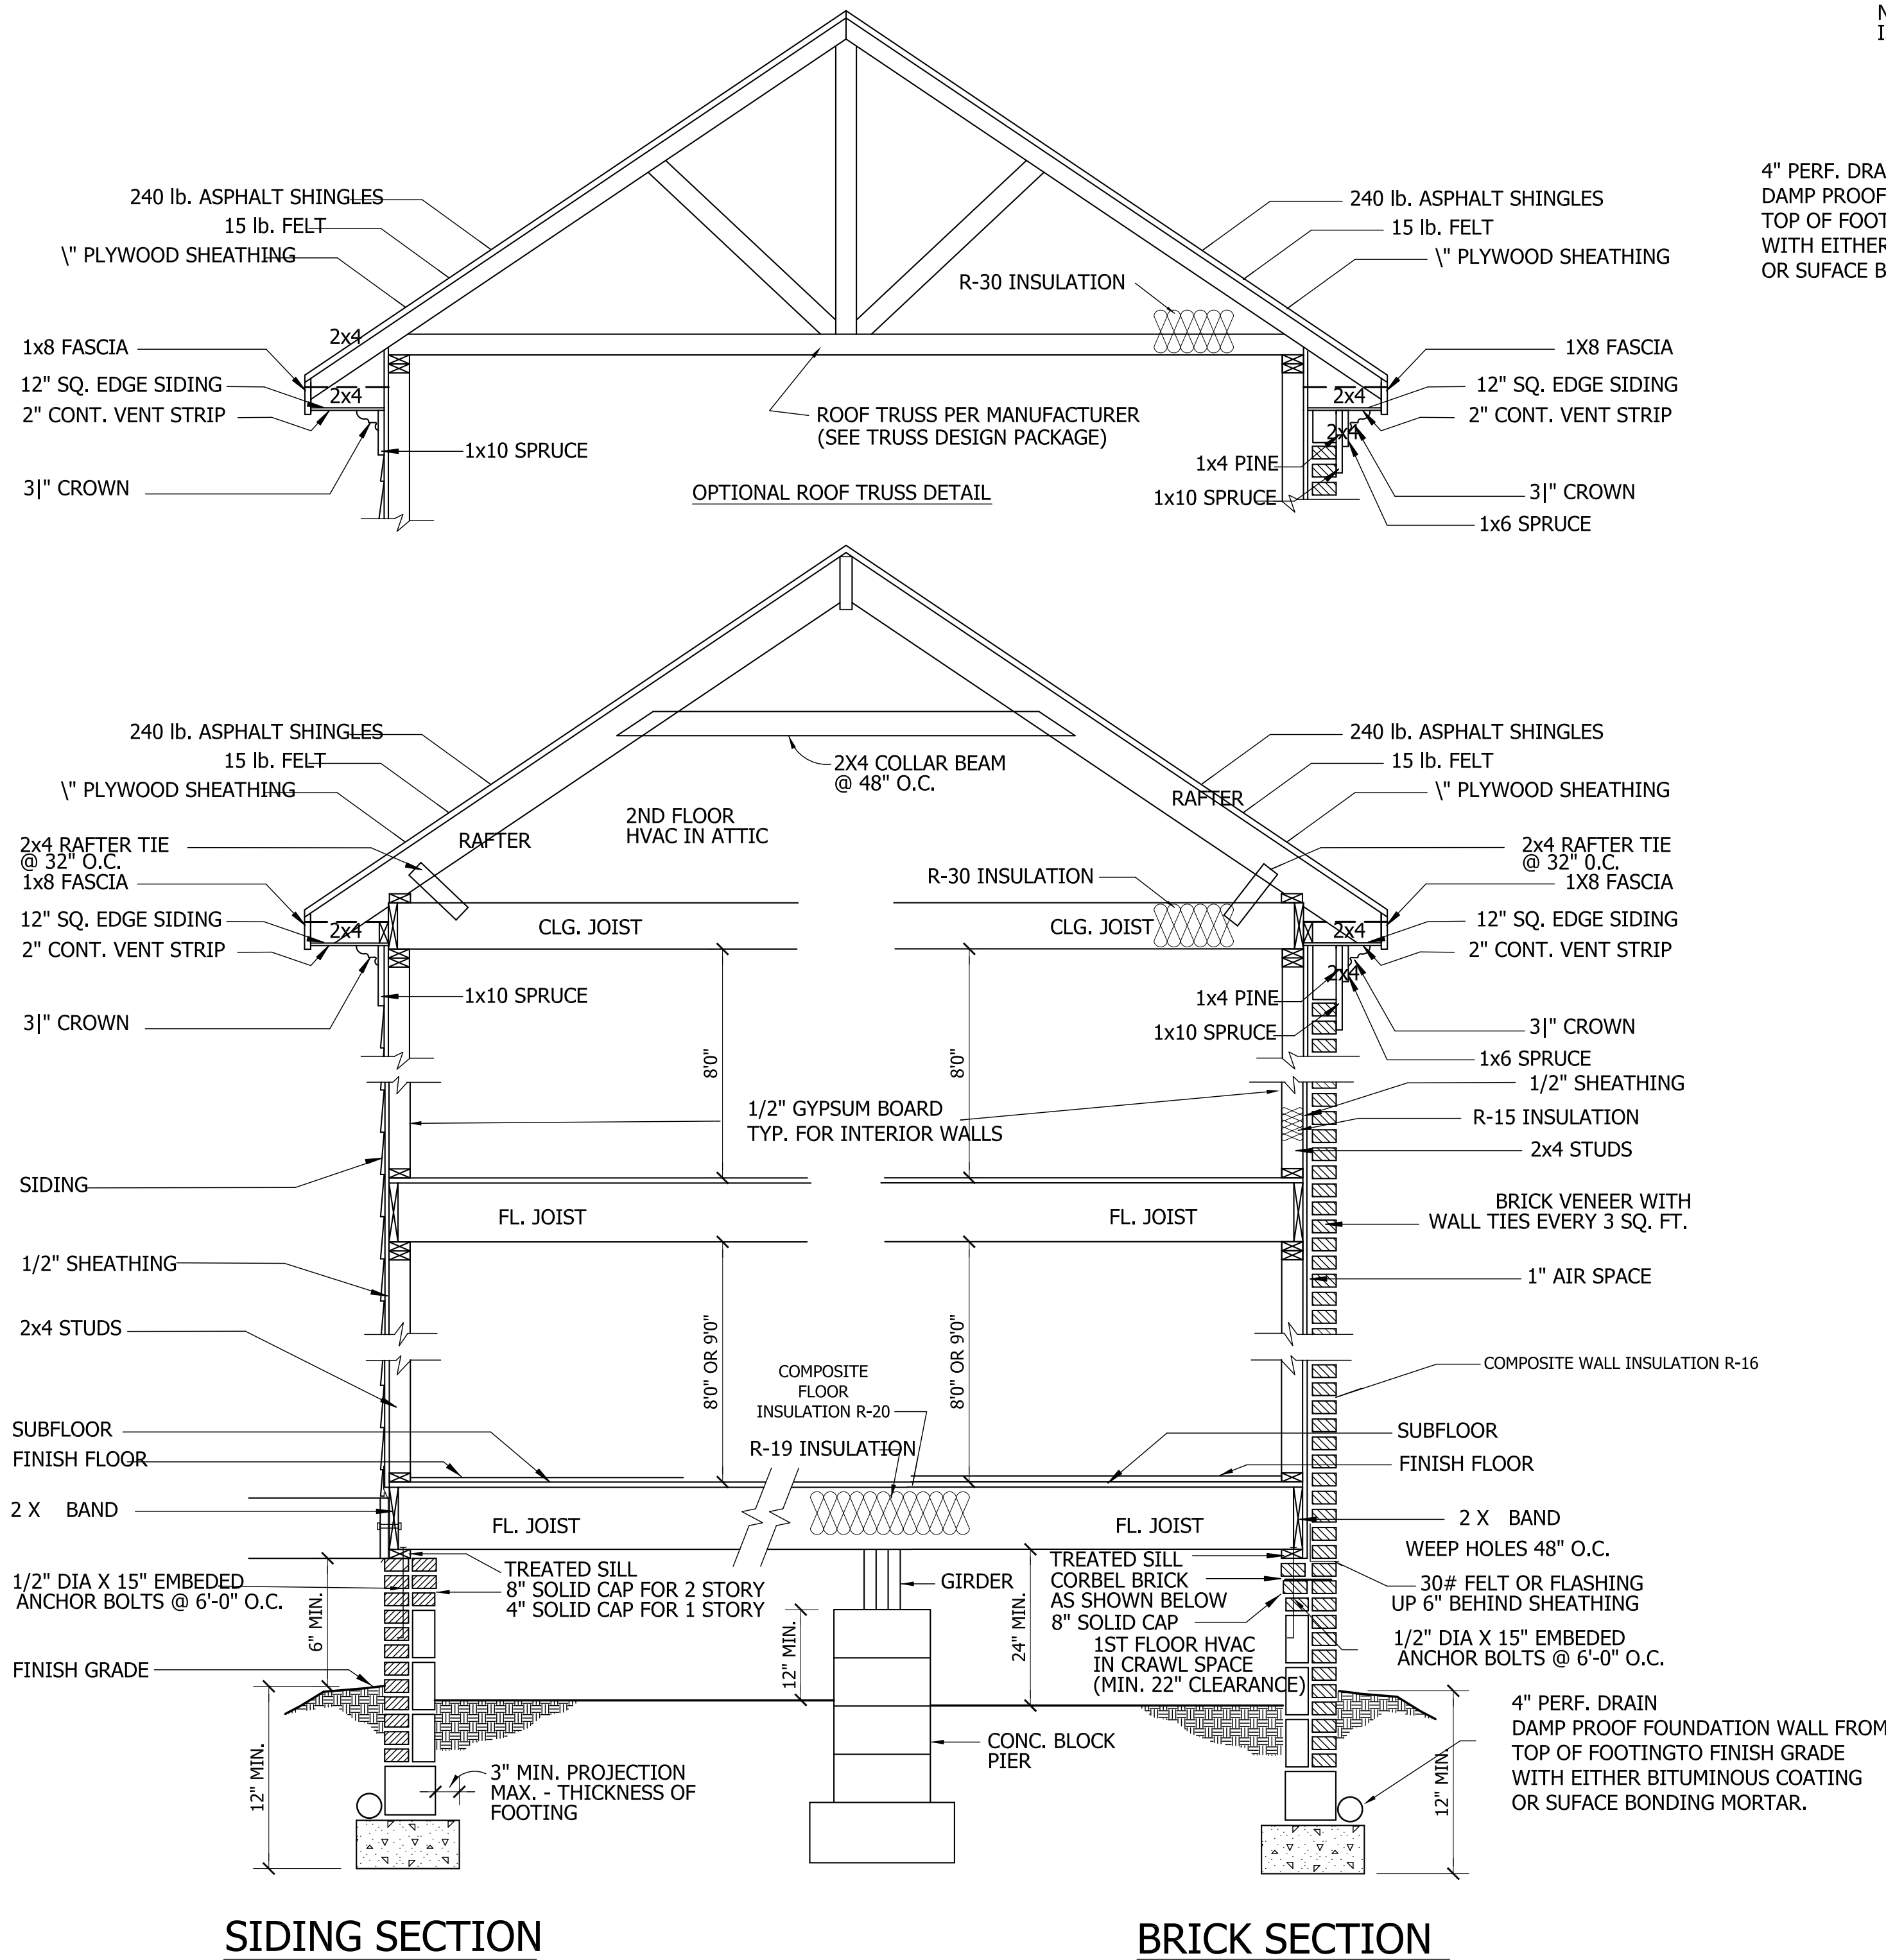 N
I
240 lb. ASPHALT SHINGLES
15 lb. FELT
\" PLYWOOD SHEATHING
2x4
1x8 FASCIA
12" SQ. EDGE SIDING
2x4
2" CONT. VENT STRIP
1x10 SPRUCE
3|" CROWN
R-30 INSULATION
ROOF TRUSS PER MANUFACTURER
(SEE TRUSS DESIGN PACKAGE)
OPTIONAL ROOF TRUSS DETAIL
240 lb. ASPHALT SHINGLES
15 lb. FELT
\" PLYWOOD SHEATHING
1X8 FASCIA
2x4
12" SQ. EDGE SIDING
2" CONT. VENT STRIP
2x4
1x4 PINE
1x10 SPRUCE
3|" CROWN
1x6 SPRUCE
4" PERF. DRA
DAMP PROOF
TOP OF FOOT
WITH EITHER
OR SUFACE B
240 lb. ASPHALT SHINGLES
15 lb. FELT
\" PLYWOOD SHEATHING
2x4 RAFTER TIE
@ 32" O.C.
1x8 FASCIA
12" SQ. EDGE SIDING
2x4
2" CONT. VENT STRIP
1x10 SPRUCE
3|" CROWN
RAFTER
2X4 COLLAR BEAM
@ 48" O.C.
2ND FLOOR
HVAC IN ATTIC
R-30 INSULATION
CLG. JOIST
CLG. JOIST
RAFTER
240 lb. ASPHALT SHINGLES
15 lb. FELT
\" PLYWOOD SHEATHING
2x4 RAFTER TIE
@ 32" 0.C.
1X8 FASCIA
12" SQ. EDGE SIDING
2x4
2" CONT. VENT STRIP
2x4
1x4 PINE
1x10 SPRUCE
3|" CROWN
1x6 SPRUCE
8'0"
8'0"
1/2" GYPSUM BOARD
TYP. FOR INTERIOR WALLS
1/2" SHEATHING
R-15 INSULATION
2x4 STUDS
SIDING
FL. JOIST
FL. JOIST
BRICK VENEER WITH
WALL TIES EVERY 3 SQ. FT.
1/2" SHEATHING
1" AIR SPACE
2x4 STUDS
8'0" OR 9'0"
8'0" OR 9'0"
COMPOSITE
FLOOR
INSULATION R-20
R-19 INSULATION
COMPOSITE WALL INSULATION R-16
SUBFLOOR
FINISH FLOOR
2 X BAND
SUBFLOOR
FINISH FLOOR
2 X BAND
FL. JOIST
FL. JOIST
WEEP HOLES 48" O.C.
30# FELT OR FLASHING
UP 6" BEHIND SHEATHING
1/2" DIA X 15" EMBEDED
ANCHOR BOLTS @ 6'-0" O.C.
6" MIN.
TREATED SILL
8" SOLID CAP FOR 2 STORY
4" SOLID CAP FOR 1 STORY
GIRDER
12" MIN.
24" MIN.
TREATED SILL
CORBEL BRICK
AS SHOWN BELOW
8" SOLID CAP
1ST FLOOR HVAC
IN CRAWL SPACE
(MIN. 22" CLEARANCE)
1/2" DIA X 15" EMBEDED
ANCHOR BOLTS @ 6'-0" O.C.
FINISH GRADE
12" MIN.
3" MIN. PROJECTION
MAX. - THICKNESS OF
FOOTING
CONC. BLOCK
PIER
12" MIN.
4" PERF. DRAIN
DAMP PROOF FOUNDATION WALL FROM
TOP OF FOOTINGTO FINISH GRADE
WITH EITHER BITUMINOUS COATING
OR SUFACE BONDING MORTAR.
SIDING SECTION
BRICK SECTION